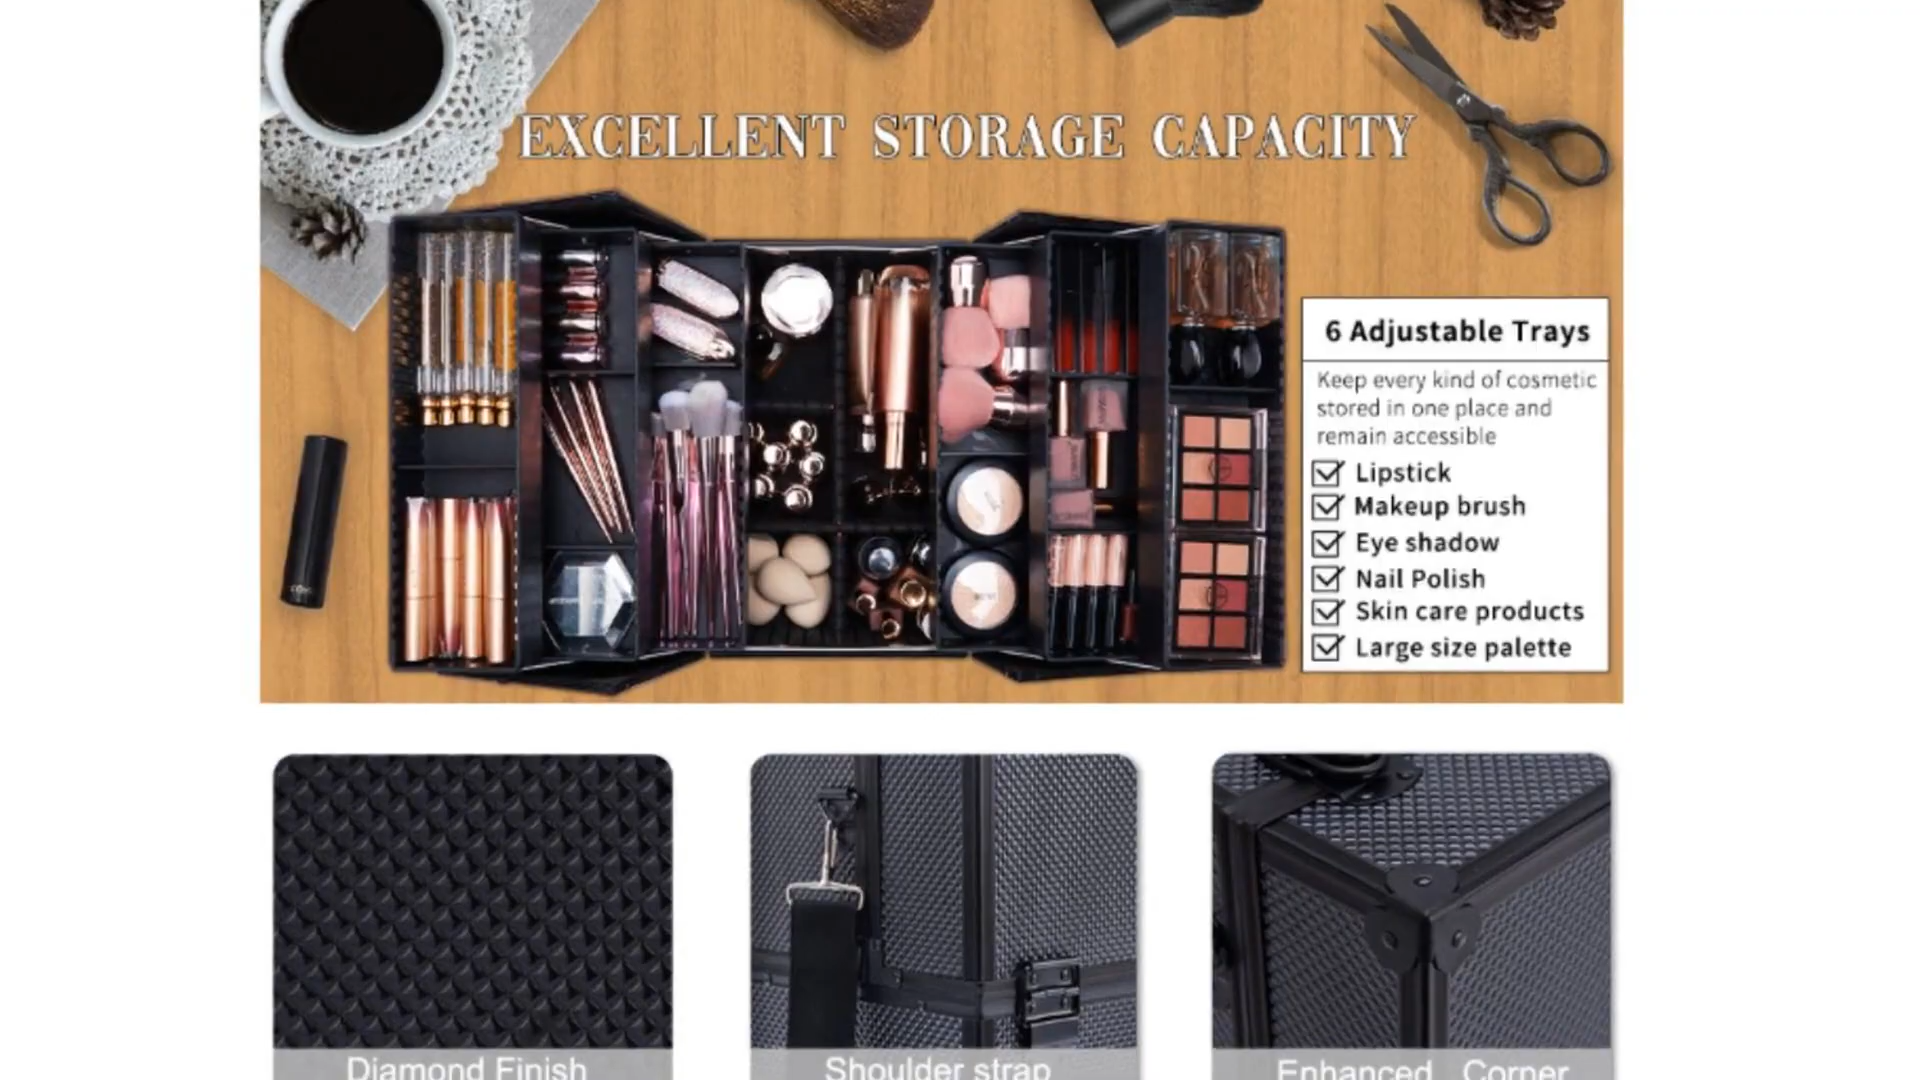 EXCELLENT STORAGE CAPACITY
6 Adjustable Trays
Keep every kind of cosmetic
stored in one place and
remain accessible
Lipstick
Makeup brush
Eye shadow
Nail Polish
Skin care products
Large size palette
Diamond Finish
Shoulder strap
Enhanced Corner